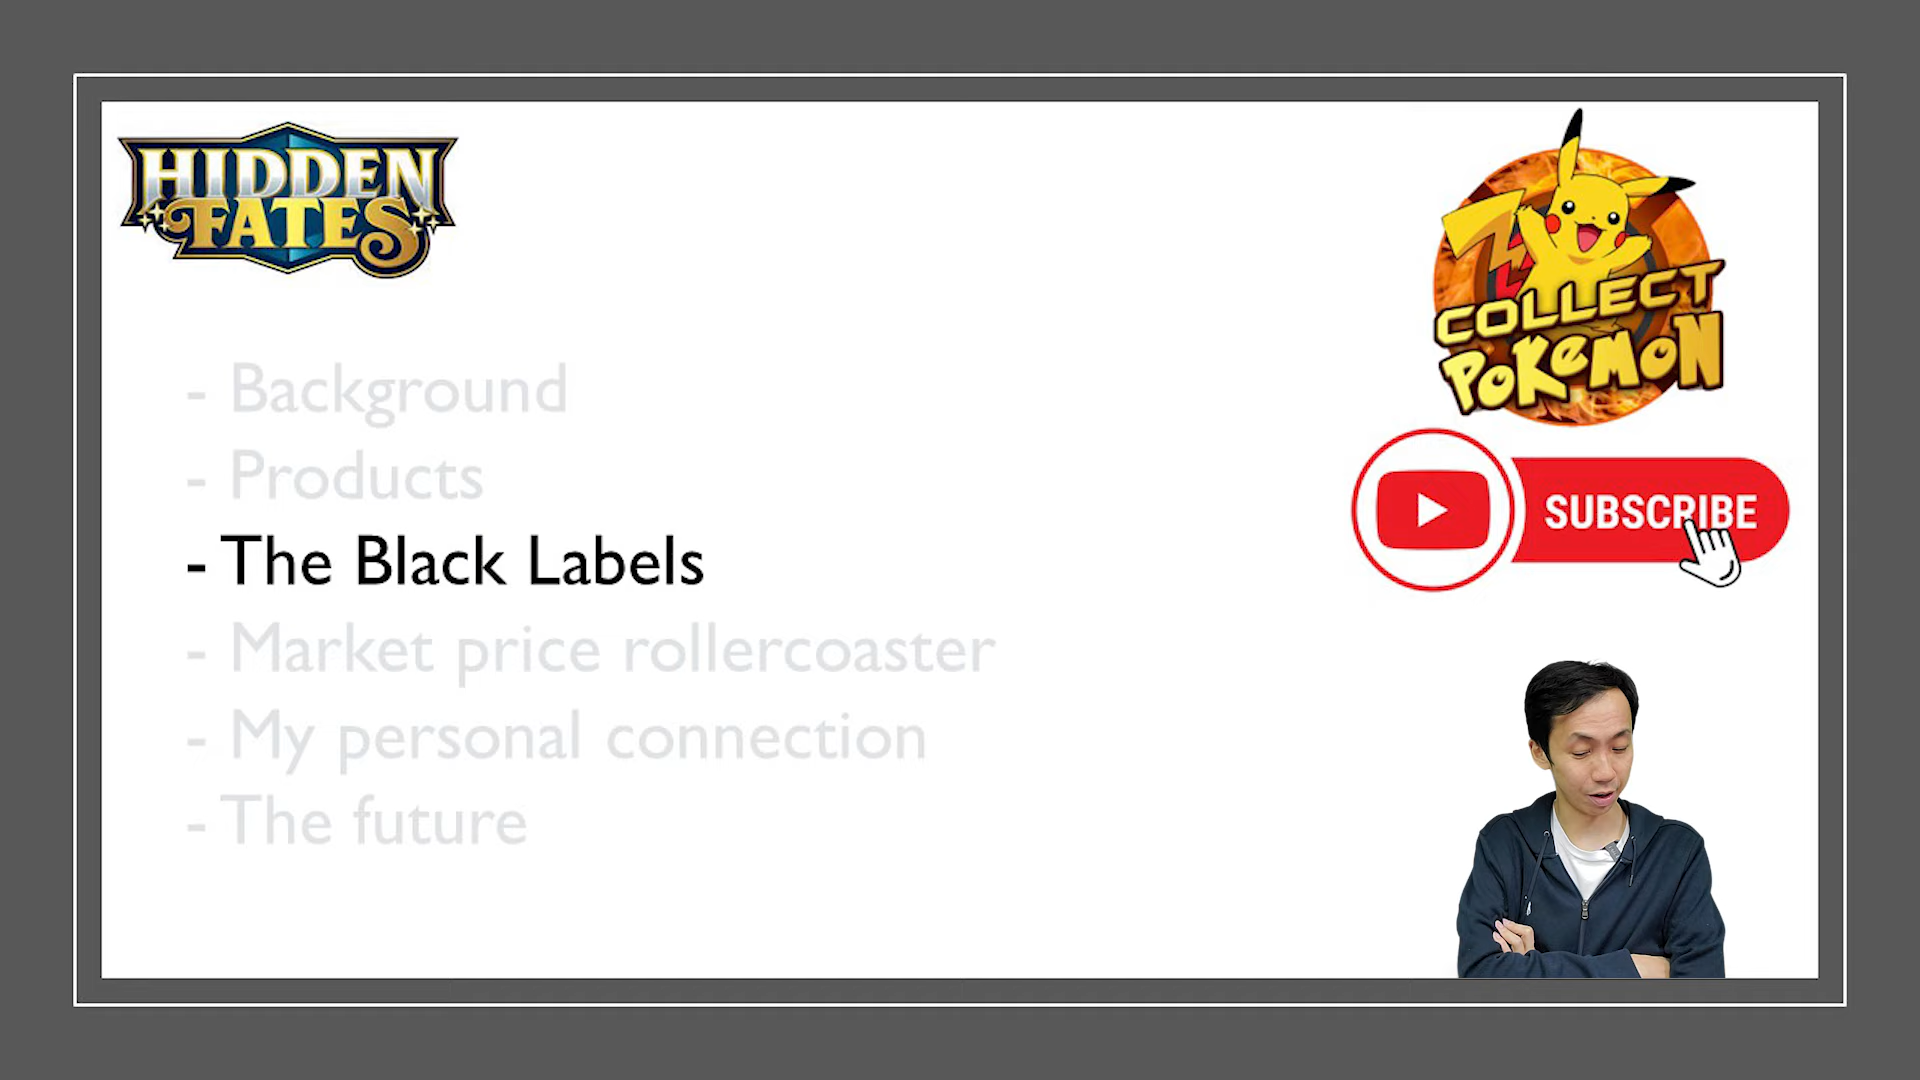 HIDDEN
FATES
COLLECT
POKEMON
- Background
- Products
SUBSCRIBE
- The Black Labels
- Market price rollercoaster
- My personal connection
- The future